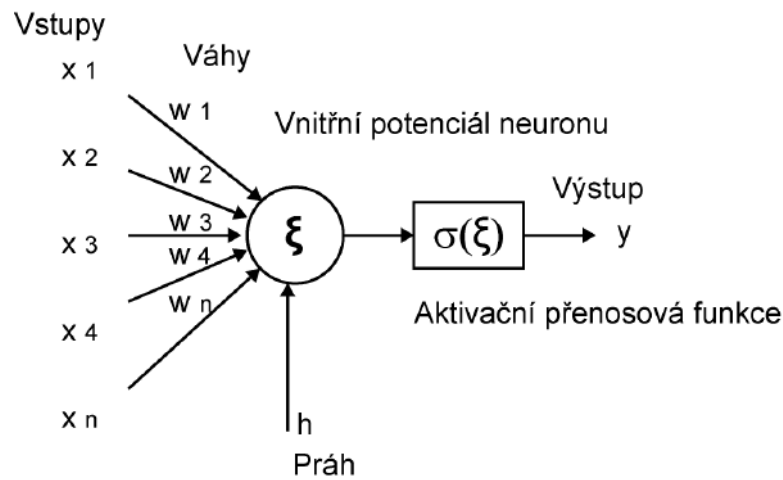 Vstupy
Váhy
x 1
w 1
Vnitřní potenciál neuronu
x 2
w 2
Výstup
x 3
w 3
ξ
σ(ξ)
y
w 4
x 4
w n
Aktivační přenosová funkce
x n
h
Práh